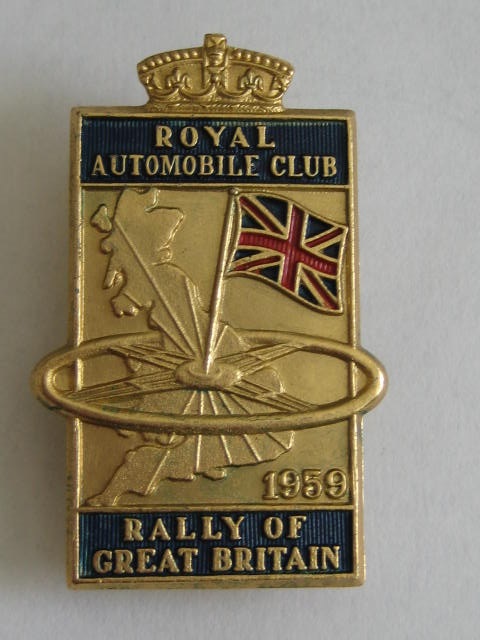 ROYAL
AUTOMOBILE CLUB
1959
RALLY OF
GREAT BRITAIN